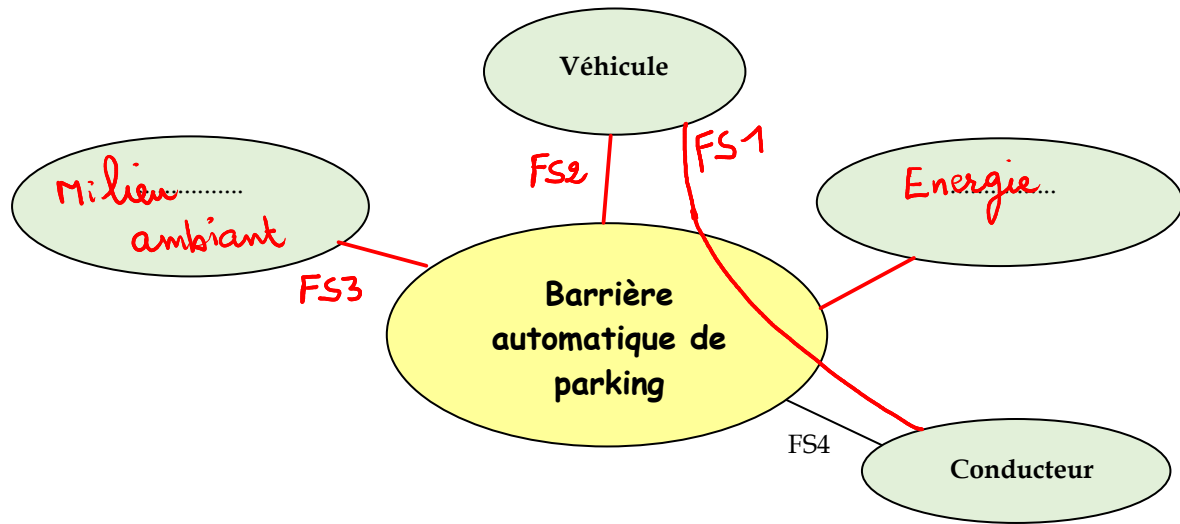 Véhicule
FS1
FS2
Milieu
ambiant
Energie
FS3
Barrière
automatique de
parking
FS4
Conducteur